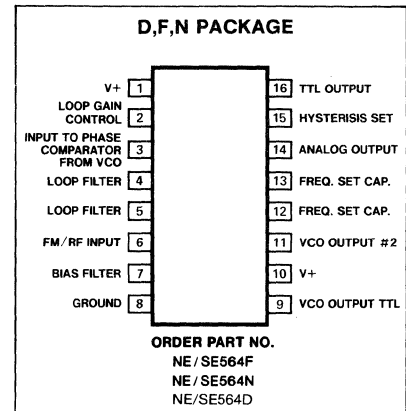 D,F,N PACKAGE
V+ 1
LOOP GAIN
CONTROL 2
INPUT TO PHASE
COMPARATOR 3
FROM VCO
LOOP FILTER 4
LOOP FILTER 5
FM/RF INPUT 6
BIAS FILTER 7
GROUND 8
16 TTL OUTPUT
15 HYSTERISIS SET
14 ANALOG OUTPUT
13 FREQ. SET CAP.
12 FREQ. SET CAP.
11 VCO OUTPUT #2
10 V+
9 VCO OUTPUT TTL
ORDER PART NO.
NE/SE564F
NE/SE564N
NE/SE564D